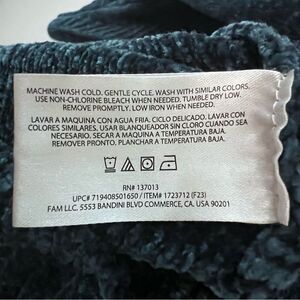 MACHINE WASH COLD. GENTLE CYCLE. WASH WITH SIMILAR COLORS.
USE NON-CHLORINE BLEACH WHEN NEEDED. TUMBLE DRY LOW.
REMOVE PROMPTLY. LOW IRON WHEN NEEDED.
LAVAR A MAQUINA CON AGUA FRIA. CICLO DELICADO. LAVAR CON
COLORES SIMILARES. USAR BLANQUEADOR SIN CLORO CUANDO SEA
NECESARIO. SECAR A MAQUINA A TEMPERATURA BAJA.
REMOVER PRONTO. PLANCHAR A TEMPERATURA BAJA.
RN# 137013
UPC# 719408501650 / ITEM# 1723712 (F23)
FAM LLC. 5553 BANDINI BLVD COMMERCE, CA. USA 90201